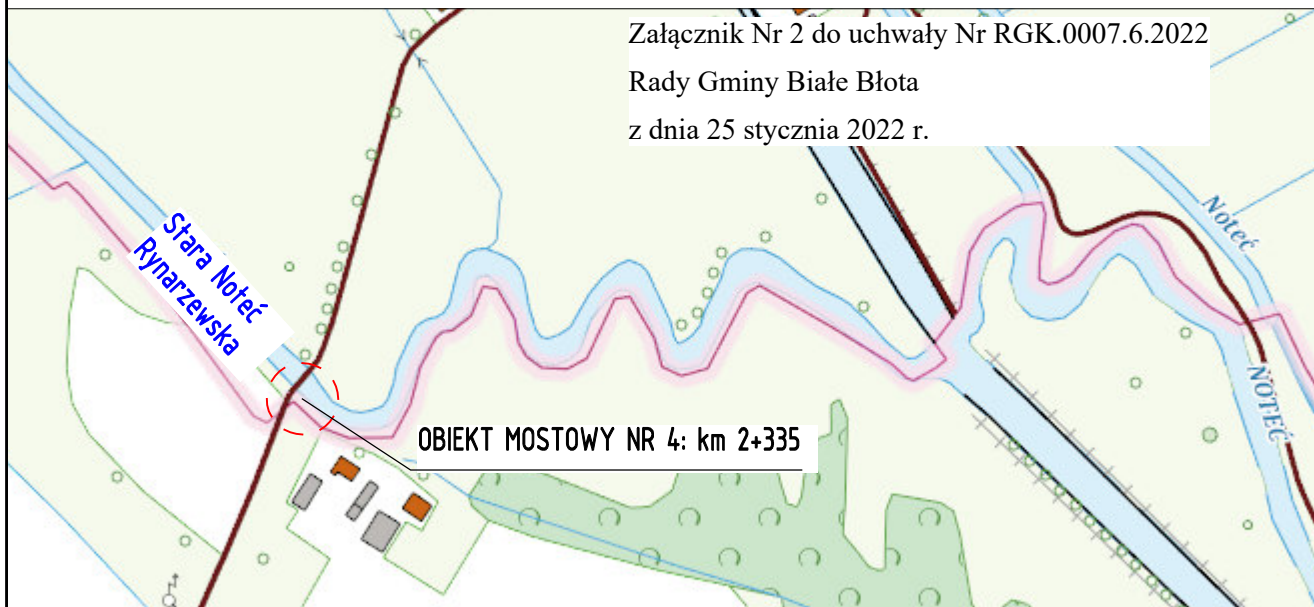 Załącznik Nr 2 do uchwały Nr RGK.0007.6.2022
Rady Gminy Białe Błota
z dnia 25 stycznia 2022 r.
Noteć
Stara Noteć
Rynarzewska
NOTEĆ
OBIEKT MOSTOWY NR 4: km 2+335